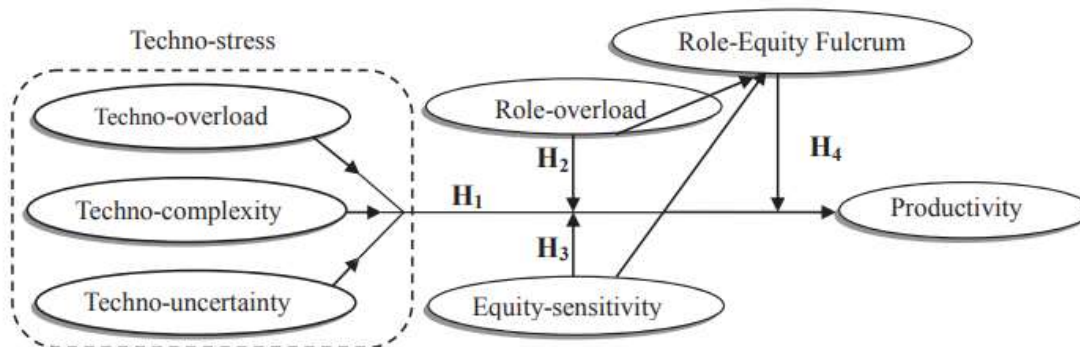 Techno-stress
Role-Equity Fulcrum
Techno-overload
Role-overload
H₂
H₄
Techno-complexity
H₁
Productivity
H₃
Techno-uncertainty
Equity-sensitivity